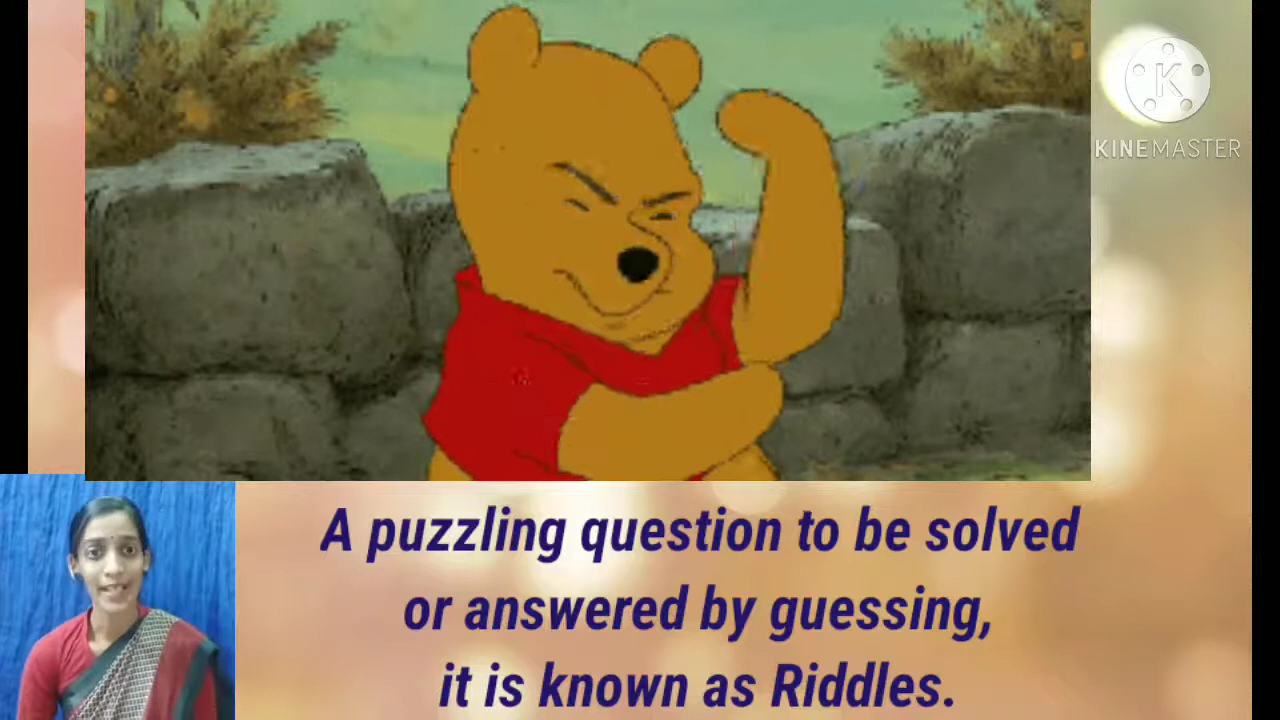 K
KINEMASTER
A puzzling question to be solved
or answered by guessing,
it is known as Riddles.